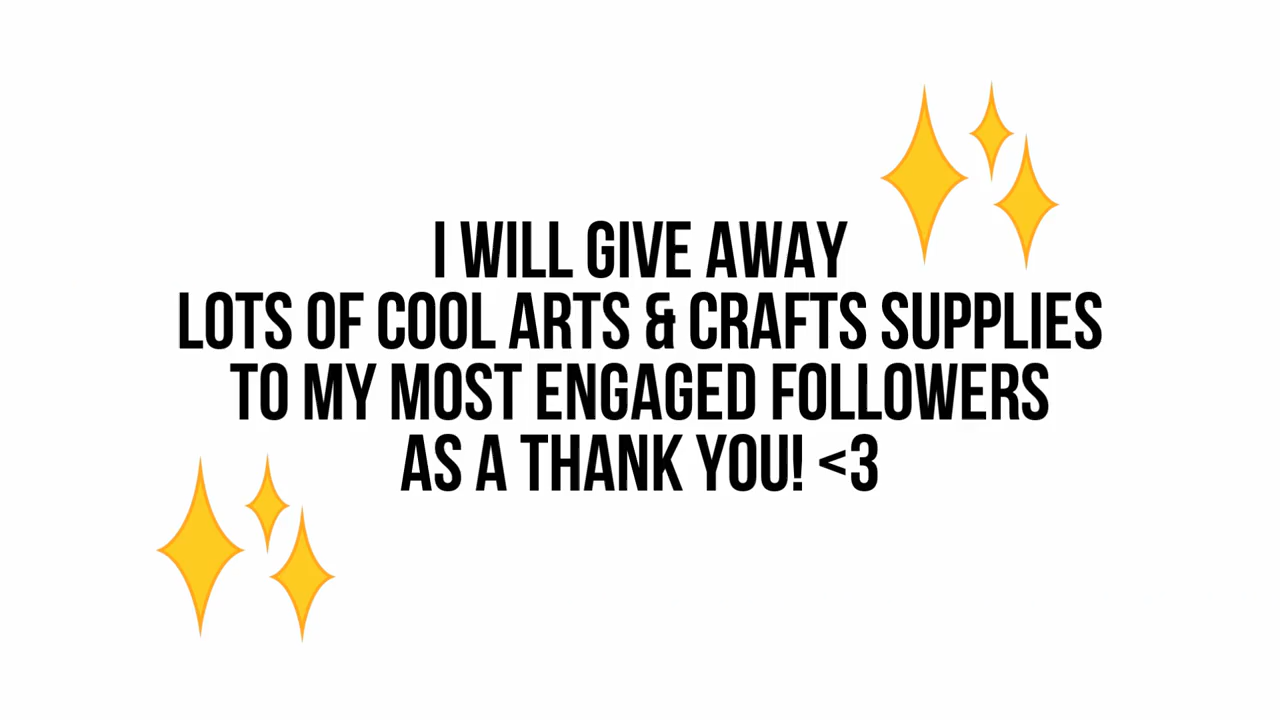 I WILL GIVE AWAY
LOTS OF COOL ARTS & CRAFTS SUPPLIES
TO MY MOST ENGAGED FOLLOWERS
AS A THANK YOU! <3